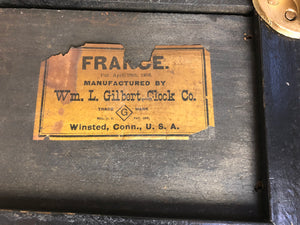 FRANCE.
MANUFACTURED BY
Wm. L. Gilbert Clock Co.
TRADE MARK
G
Winsted, Conn., U. S. A.